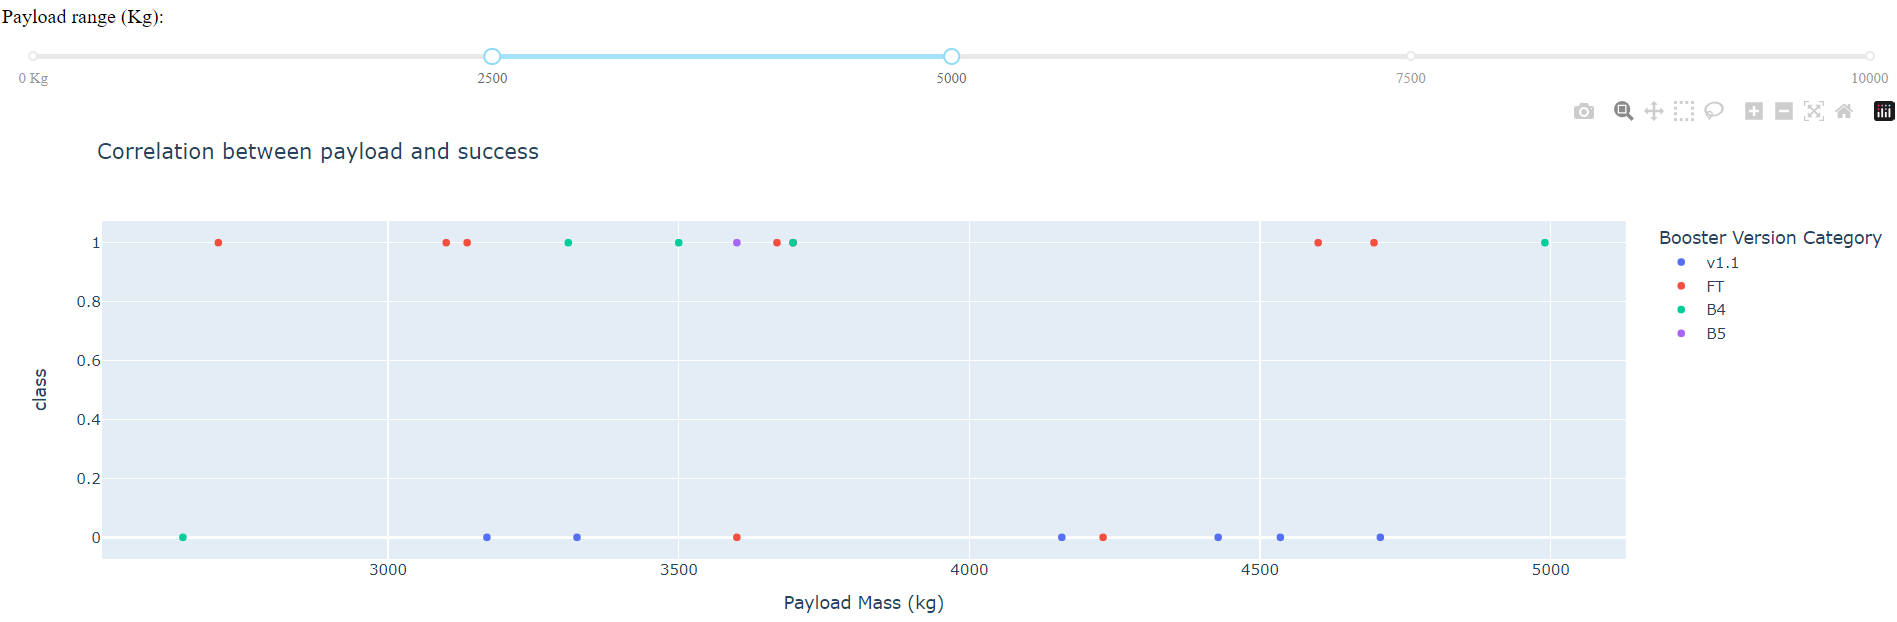 Payload range (Kg):
0 Kg 2500 5000 7500 10000
Correlation between payload and success
Booster Version Category
v1.1
FT
B4
B5
1
0.8
0.6
0.4
0.2
0
class
3000 3500 4000 4500 5000
Payload Mass (kg)